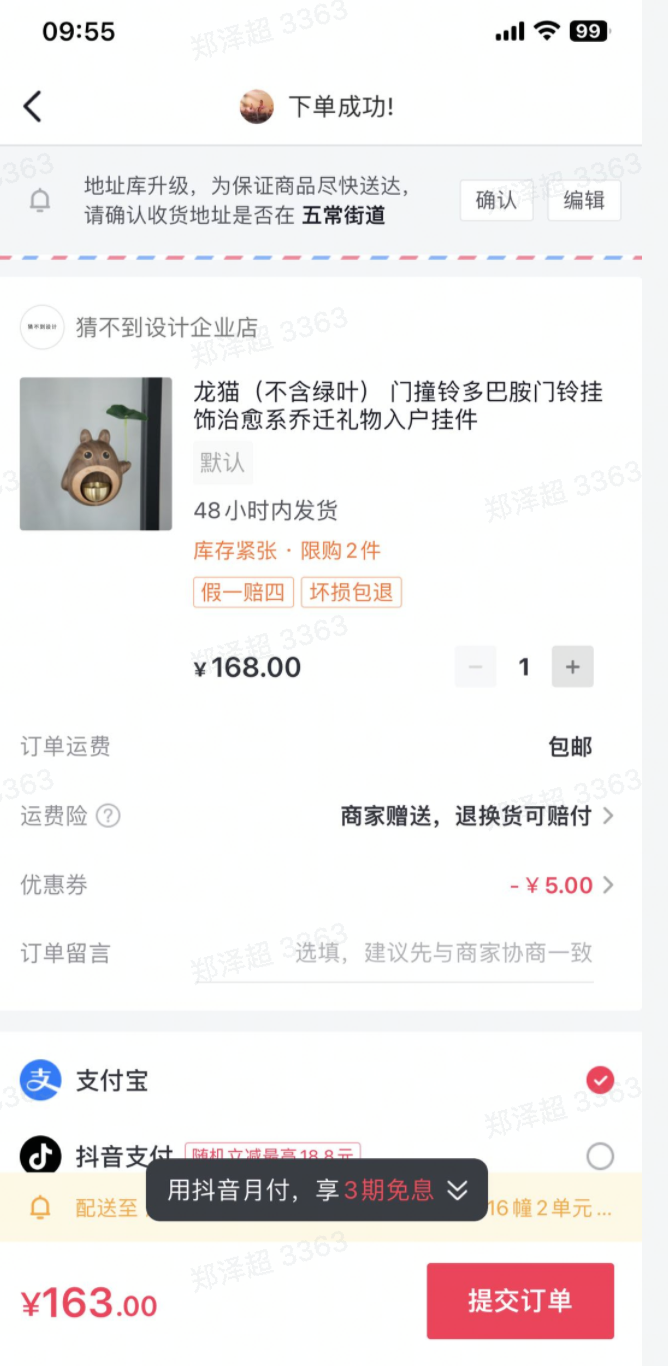 09:55
99
下单成功!
地址库升级，为保证商品尽快送达，
请确认收货地址是否在 五常街道
确认
编辑
猜不到设计
猜不到设计企业店
龙猫（不含绿叶） 门撞铃多巴胺门铃挂
饰治愈系乔迁礼物入户挂件
默认
48小时内发货
库存紧张 · 限购2件
假一赔四 坏损包退
¥168.00
− 1 +
订单运费 包邮
运费险 ? 商家赠送，退换货可赔付
优惠券 - ¥5.00
订单留言 选填，建议先与商家协商一致
支付宝
抖音支付 随机立减最高18.8元
用抖音月付，享3期免息
配送至 16幢2单元...
¥163.00
提交订单
郑泽超 3363